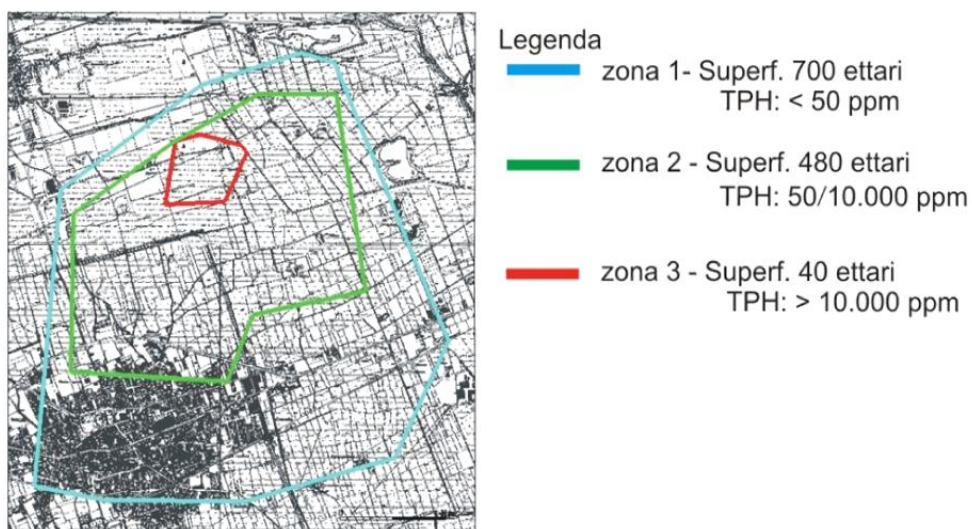 Legenda
zona 1- Superf. 700 ettari
TPH: < 50 ppm
zona 2 - Superf. 480 ettari
TPH: 50/10.000 ppm
zona 3 - Superf. 40 ettari
TPH: > 10.000 ppm